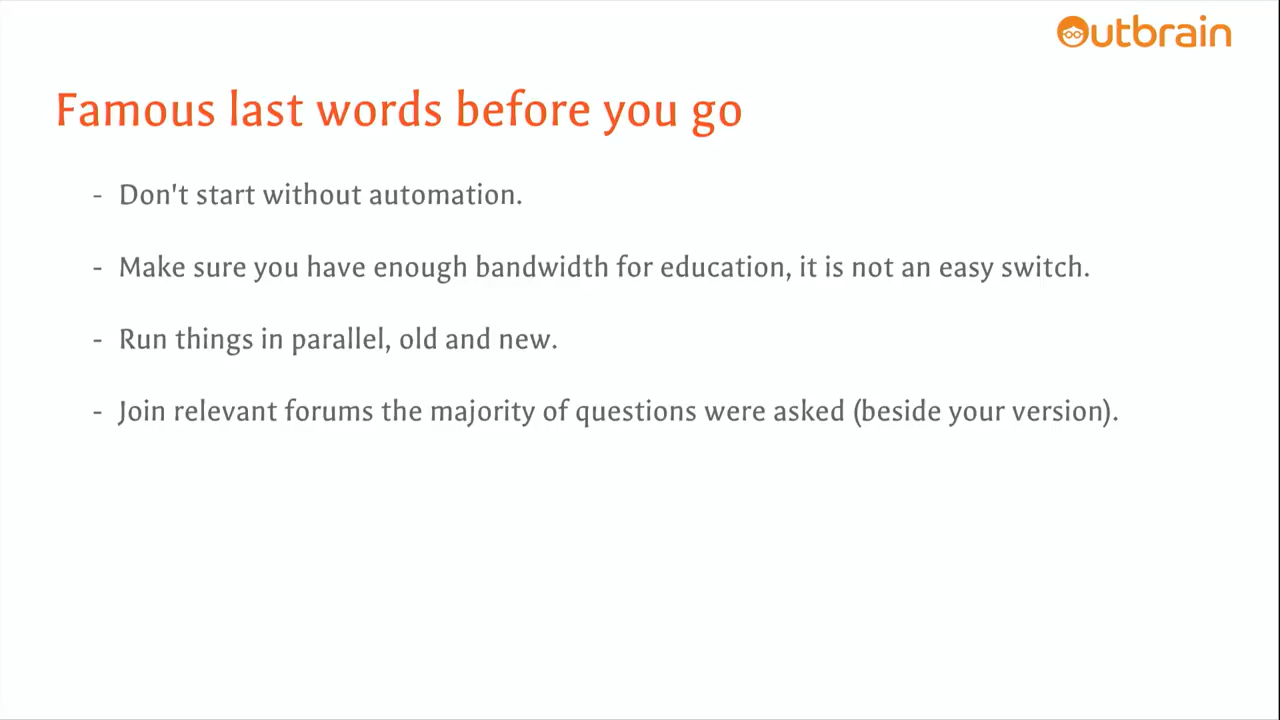 Outbrain
Famous last words before you go
- Don't start without automation.
- Make sure you have enough bandwidth for education, it is not an easy switch.
- Run things in parallel, old and new.
- Join relevant forums the majority of questions were asked (beside your version).